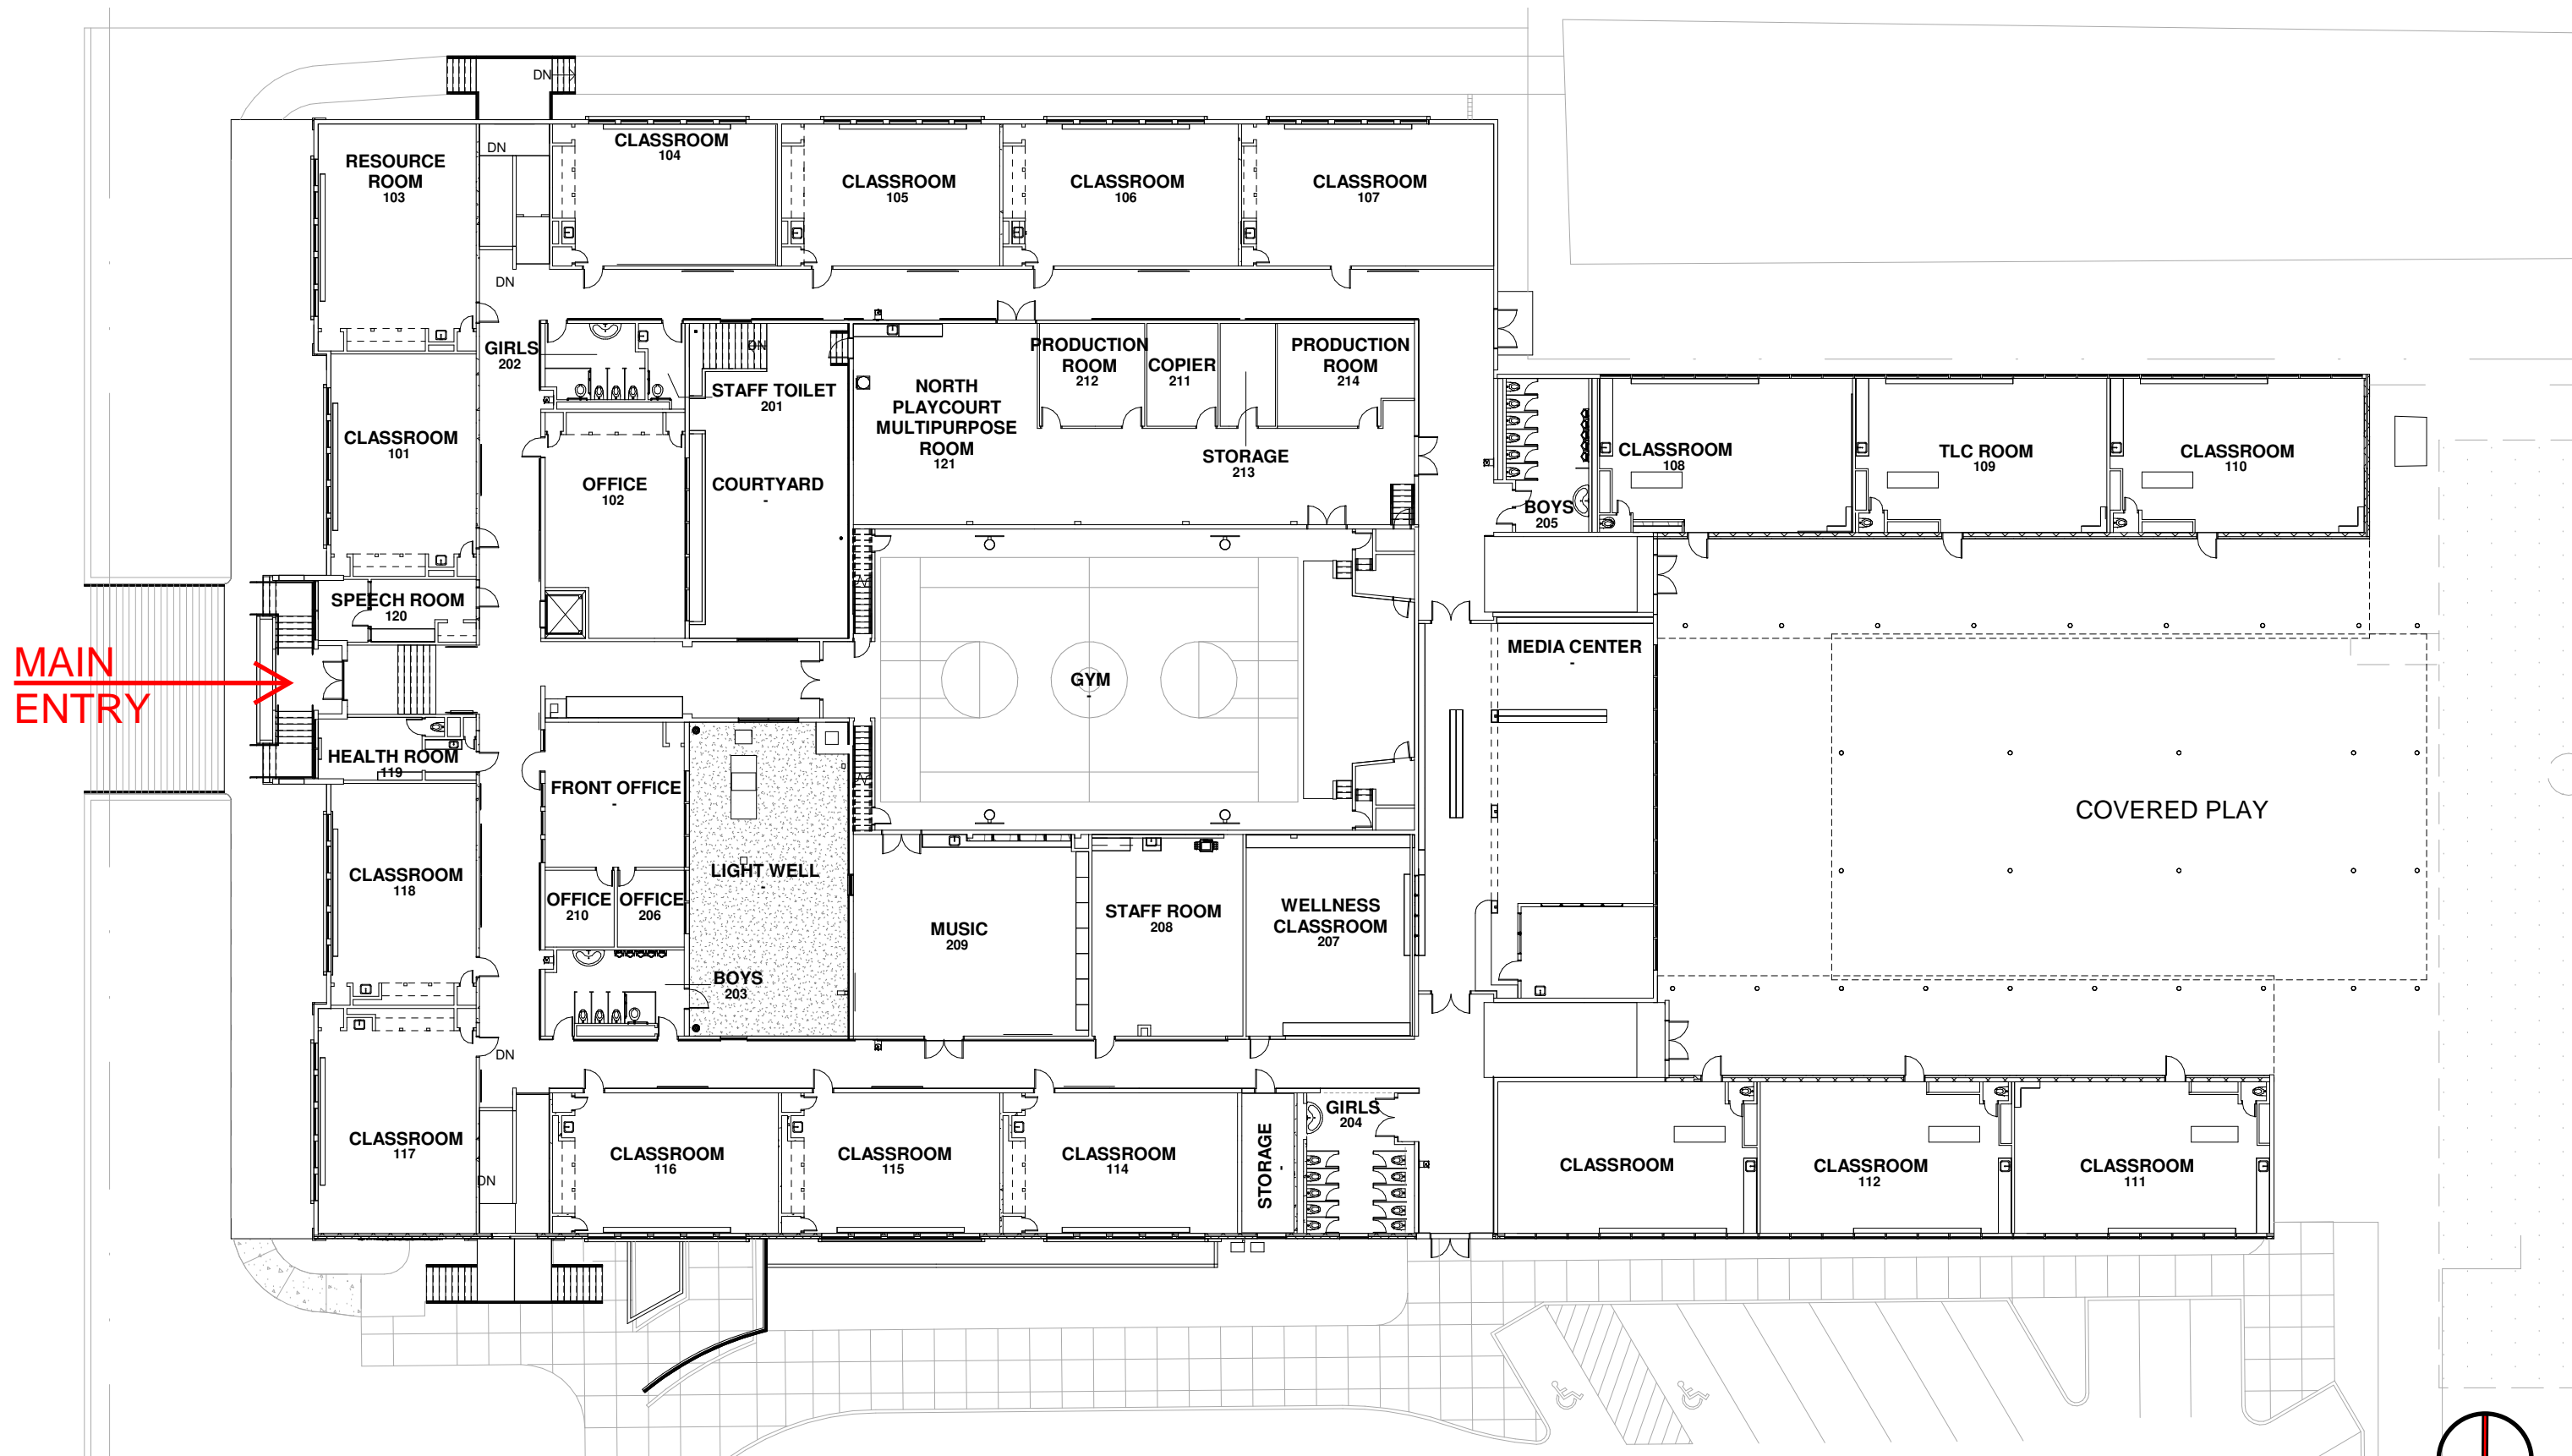 DN
CLASSROOM
104
DN
RESOURCE
ROOM
103
CLASSROOM
105
CLASSROOM
106
CLASSROOM
107
DN
GIRLS
202
DN
STAFF TOILET
201
NORTH
PLAYCOURT
MULTIPURPOSE
ROOM
121
PRODUCTION
ROOM
212
COPIER
211
PRODUCTION
ROOM
214
STORAGE
213
CLASSROOM
101
OFFICE
102
COURTYARD
-
BOYS
205
CLASSROOM
108
TLC ROOM
109
CLASSROOM
110
SPEECH ROOM
120
MAIN
ENTRY
GYM
-
MEDIA CENTER
-
HEALTH ROOM
119
FRONT OFFICE
-
COVERED PLAY
CLASSROOM
118
OFFICE
210
OFFICE
206
LIGHT WELL
-
MUSIC
209
STAFF ROOM
208
WELLNESS
CLASSROOM
207
BOYS
203
DN
CLASSROOM
117
DN
CLASSROOM
116
CLASSROOM
115
CLASSROOM
114
STORAGE
-
GIRLS
204
CLASSROOM
CLASSROOM
112
CLASSROOM
111